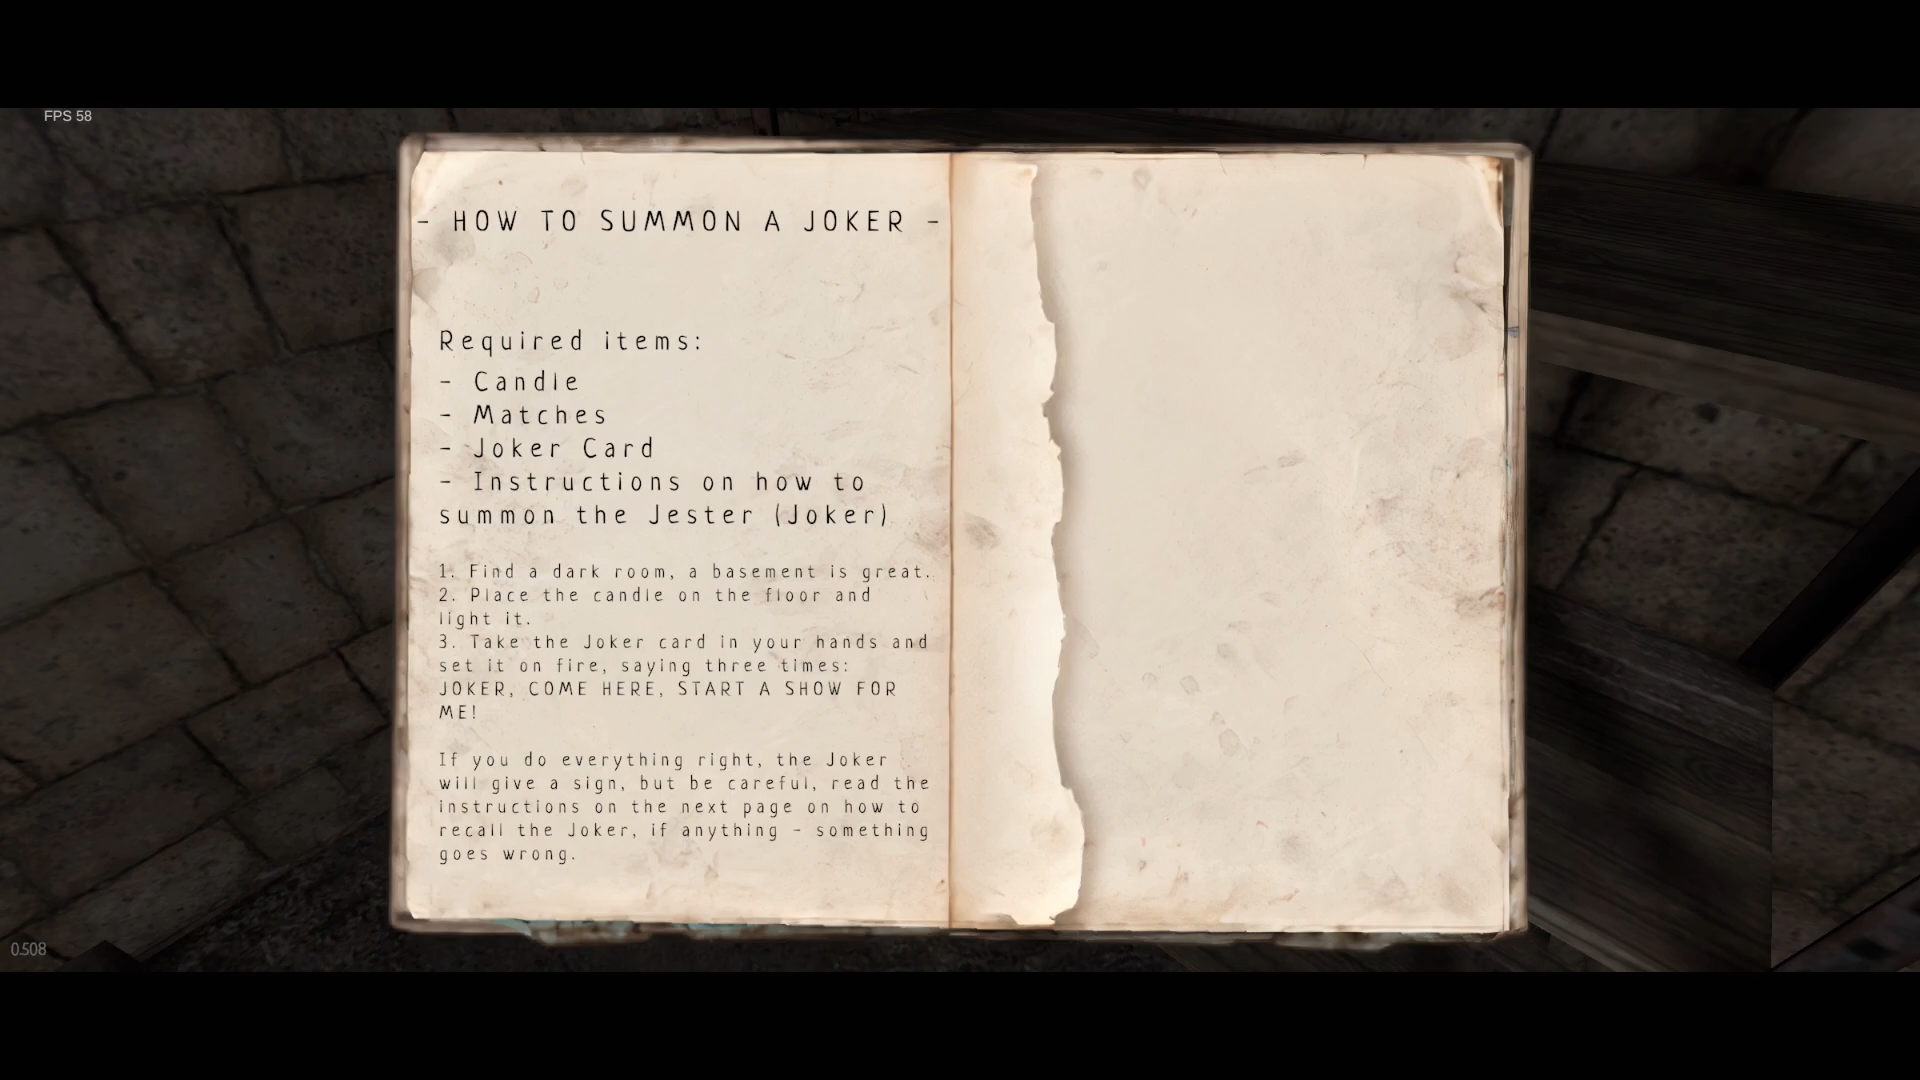 FPS 58
- HOW TO SUMMON A JOKER -
Required items:
- Candle
- Matches
- Joker Card
- Instructions on how to
summon the Jester (Joker)
1. Find a dark room, a basement is great.
2. Place the candle on the floor and
light it.
3. Take the Joker card in your hands and
set it on fire, saying three times:
JOKER, COME HERE, START A SHOW FOR
ME!
If you do everything right, the Joker
will give a sign, but be careful, read the
instructions on the next page on how to
recall the Joker, if anything - something
goes wrong.
0.508